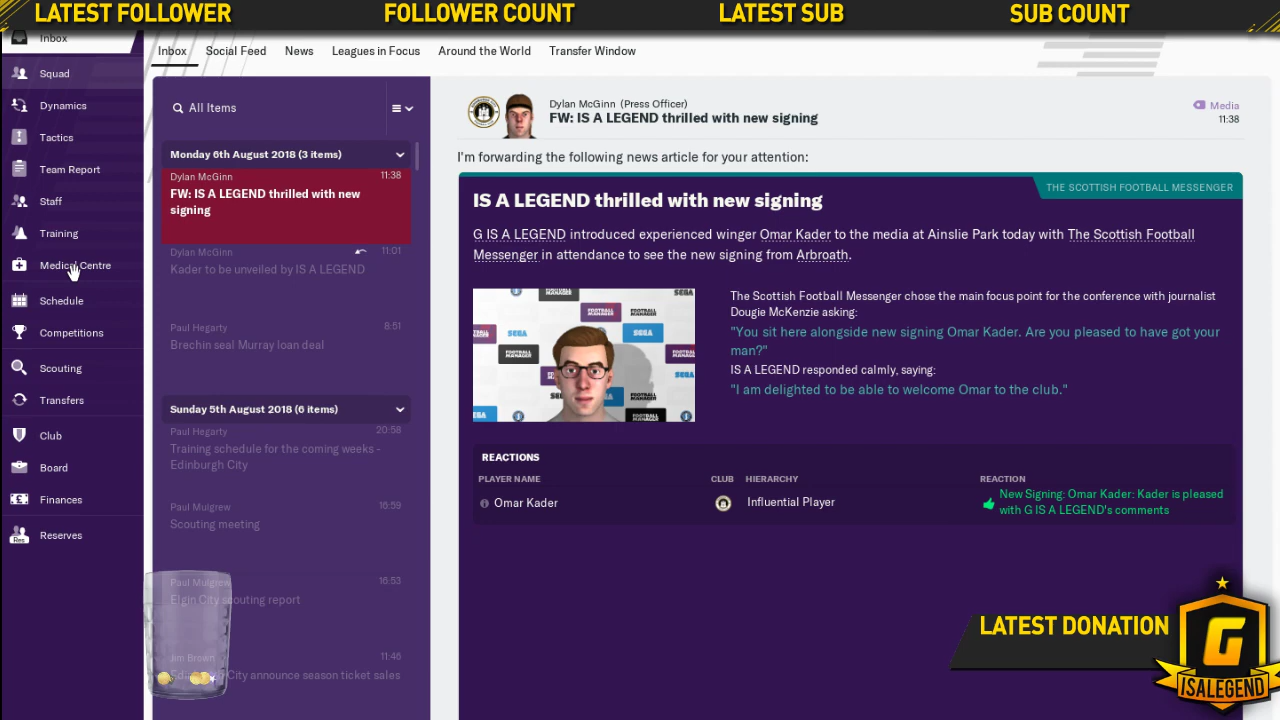 LATEST FOLLOWER
FOLLOWER COUNT
LATEST SUB
SUB COUNT
Inbox
Squad
Dynamics
Tactics
Team Report
Staff
Training
Medical Centre
Schedule
Competitions
Scouting
Transfers
Club
Board
Finances
Res
Reserves
Inbox
Social Feed
News
Leagues in Focus
Around the World
Transfer Window
All Items
Monday 6th August 2018 (3 items)
Dylan McGinn 11:38
FW: IS A LEGEND thrilled with new
signing
Dylan McGinn 11:01
Kader to be unveiled by IS A LEGEND
Paul Hegarty 8:51
Brechin seal Murray loan deal
Sunday 5th August 2018 (6 items)
Paul Hegarty 20:58
Training schedule for the coming weeks -
Edinburgh City
Paul Mulgrew 16:59
Scouting meeting
Paul Mulgrew 16:53
Elgin City scouting report
Jim Brown 11:46
Edinburgh City announce season ticket sales
Dylan McGinn (Press Officer)
FW: IS A LEGEND thrilled with new signing
Media
11:38
I'm forwarding the following news article for your attention:
THE SCOTTISH FOOTBALL MESSENGER
IS A LEGEND thrilled with new signing
G IS A LEGEND introduced experienced winger Omar Kader to the media at Ainslie Park today with The Scottish Football
Messenger in attendance to see the new signing from Arbroath.
SEGA
FOOTBALL MANAGER
The Scottish Football Messenger chose the main focus point for the conference with journalist
Dougie McKenzie asking:
"You sit here alongside new signing Omar Kader. Are you pleased to have got your
man?"
IS A LEGEND responded calmly, saying:
"I am delighted to be able to welcome Omar to the club."
REACTIONS
PLAYER NAME CLUB HIERARCHY REACTION
Omar Kader Influential Player New Signing: Omar Kader: Kader is pleased
with G IS A LEGEND's comments
LATEST DONATION
G
ISALEGEND